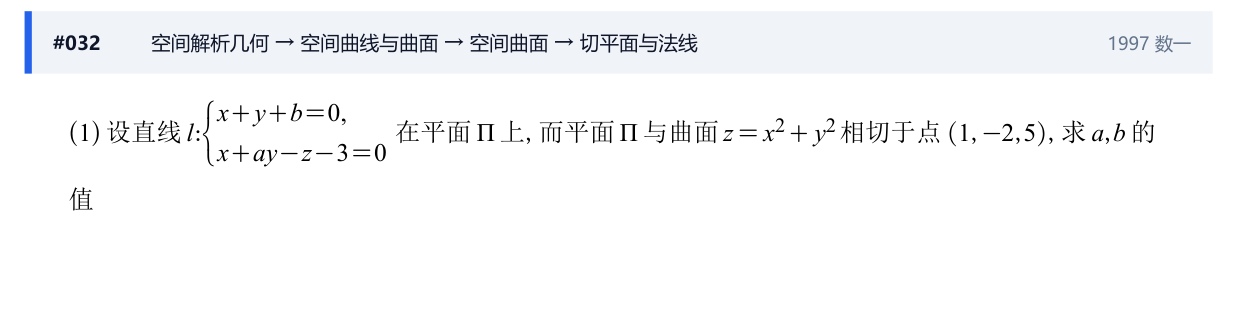 #032 空间解析几何 → 空间曲线与曲面 → 空间曲面 → 切平面与法线 1997 数一
(1) 设直线 l:{x+y+b=0, x+ay−z−3=0 在平面 Π 上, 而平面 Π 与曲面 z=x²+y² 相切于点 (1,−2,5), 求 a,b 的
值